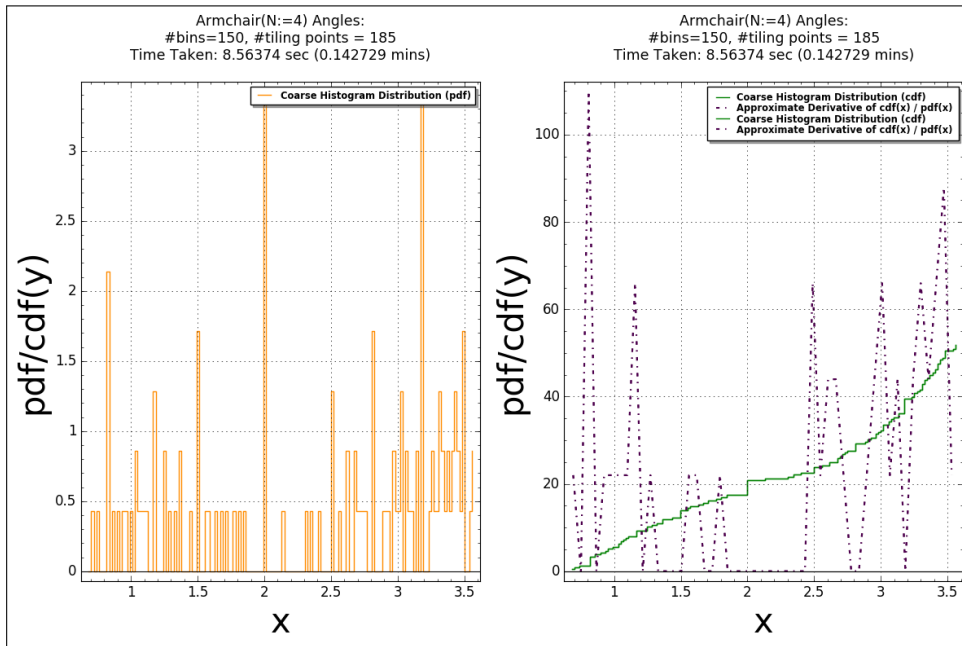 Armchair(N:=4) Angles:
#bins=150, #tiling points = 185
Time Taken: 8.56374 sec (0.142729 mins)
Coarse Histogram Distribution (pdf)
pdf/cdf(y)
3
2.5
2
1.5
1
0.5
0
1
1.5
2
2.5
3
3.5
x
Armchair(N:=4) Angles:
#bins=150, #tiling points = 185
Time Taken: 8.56374 sec (0.142729 mins)
Coarse Histogram Distribution (cdf)
Approximate Derivative of cdf(x) / pdf(x)
Coarse Histogram Distribution (cdf)
Approximate Derivative of cdf(x) / pdf(x)
pdf/cdf(y)
100
80
60
40
20
0
1
1.5
2
2.5
3
3.5
x